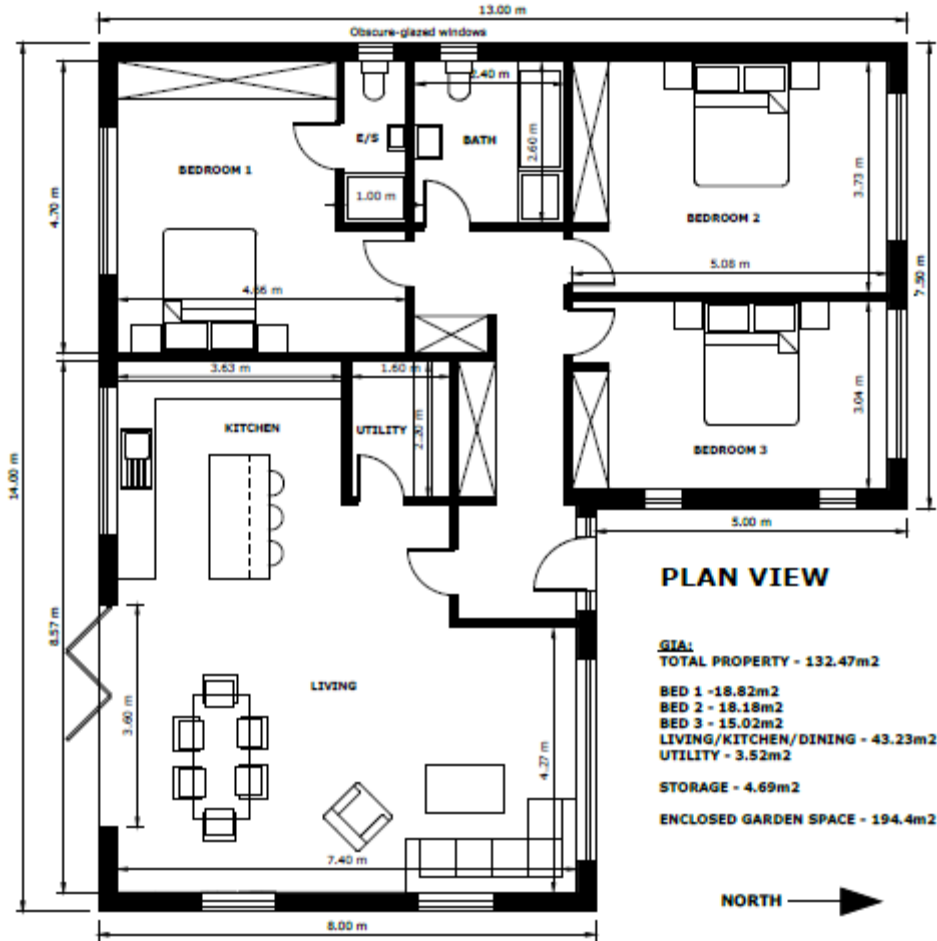 13.00 m
Obscure-glazed windows
2.40 m
E/S
BATH
2.60 m
BEDROOM 1
1.00 m
3.73 m
BEDROOM 2
4.70 m
5.08 m
7.50 m
4.66 m
3.63 m
1.60 m
KITCHEN
UTILITY
2.20 m
3.04 m
BEDROOM 3
14.00 m
5.00 m
PLAN VIEW
8.57 m
GIA:
TOTAL PROPERTY - 132.47m2
BED 1 -18.82m2
BED 2 - 18.18m2
BED 3 - 15.02m2
LIVING/KITCHEN/DINING - 43.23m2
UTILITY - 3.52m2
STORAGE - 4.69m2
ENCLOSED GARDEN SPACE - 194.4m2
LIVING
3.60 m
4.27 m
7.40 m
NORTH
8.00 m